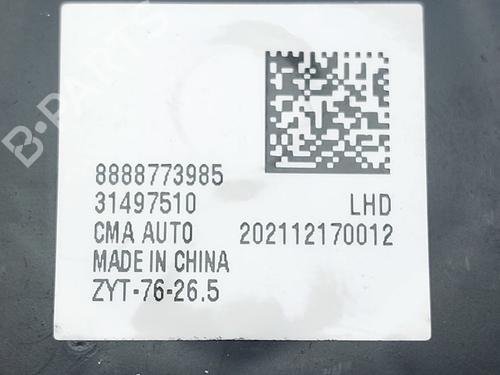 B-PARTS
8888773985
31497510 LHD
CMA AUTO 202112170012
MADE IN CHINA
ZYT-76-26.5